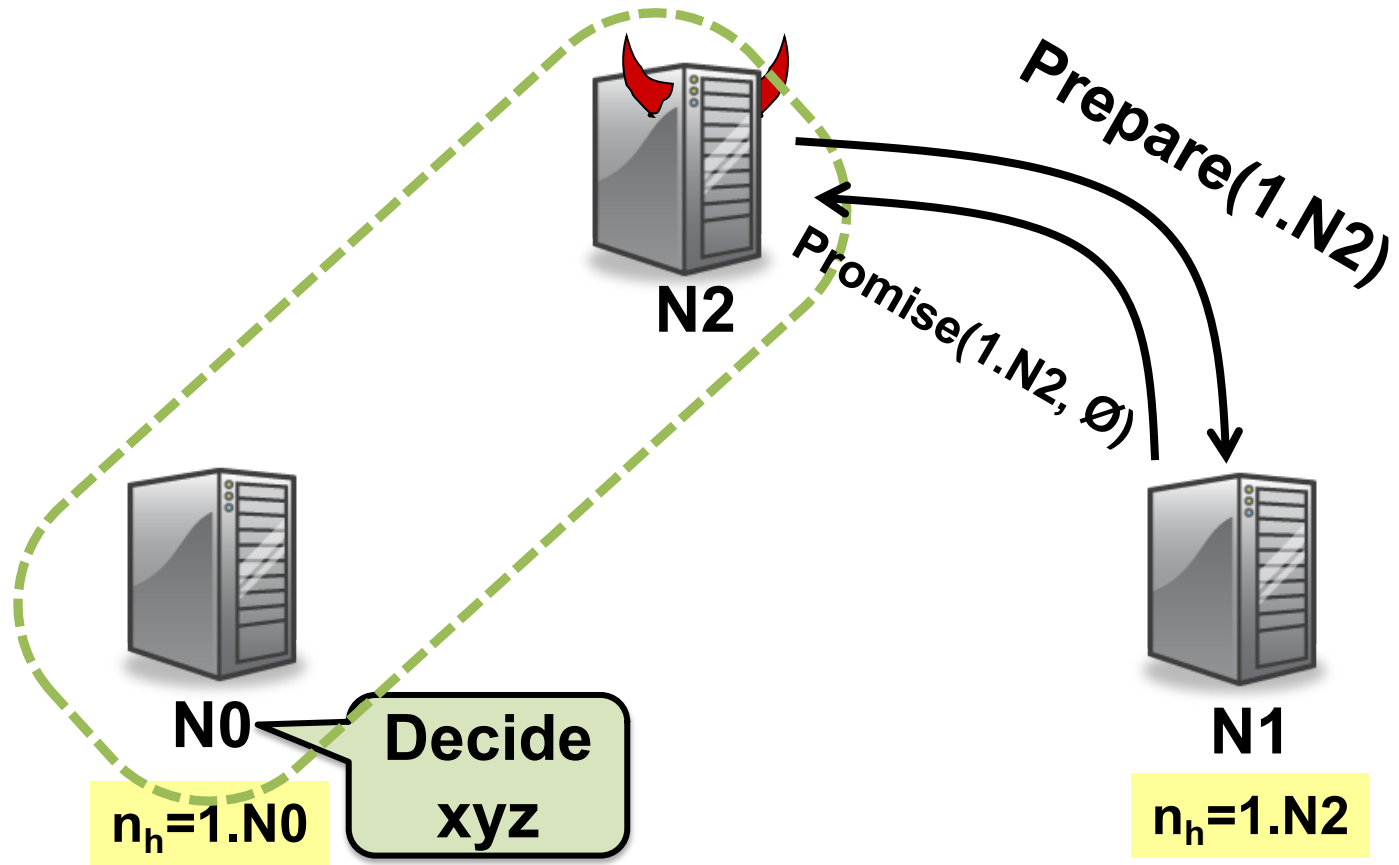 Prepare(1.N2)
Promise(1.N2, Ø)
N2
N0
Decide
xyz
nₕ=1.N0
N1
nₕ=1.N2